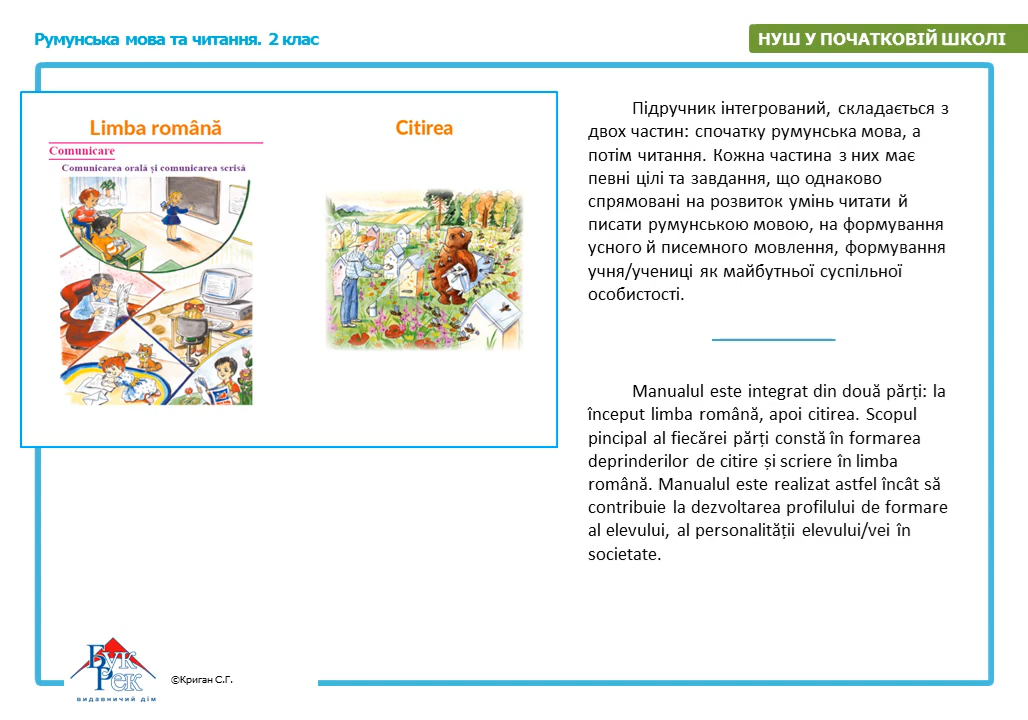 Румунська мова та читання. 2 клас
НУШ У ПОЧАТКОВІЙ ШКОЛІ
Limba română
Comunicare
Comunicarea orală și comunicarea scrisă
Citirea
Підручник інтегрований, складається з
двох частин: спочатку румунська мова, а
потім читання. Кожна частина з них має
певні цілі та завдання, що однаково
спрямовані на розвиток умінь читати й
писати румунською мовою, на формування
усного й писемного мовлення, формування
учня/учениці як майбутньої суспільної
особистості.
Manualul este integrat din două părți: la
început limba română, apoi citirea. Scopul
pincipal al fiecărei părți constă în formarea
deprinderilor de citire și scriere în limba
română. Manualul este realizat astfel încât să
contribuie la dezvoltarea profilului de formare
al elevului, al personalității elevului/vei în
societate.
Бук
Рек
видавничий дім
©Криган С.Г.